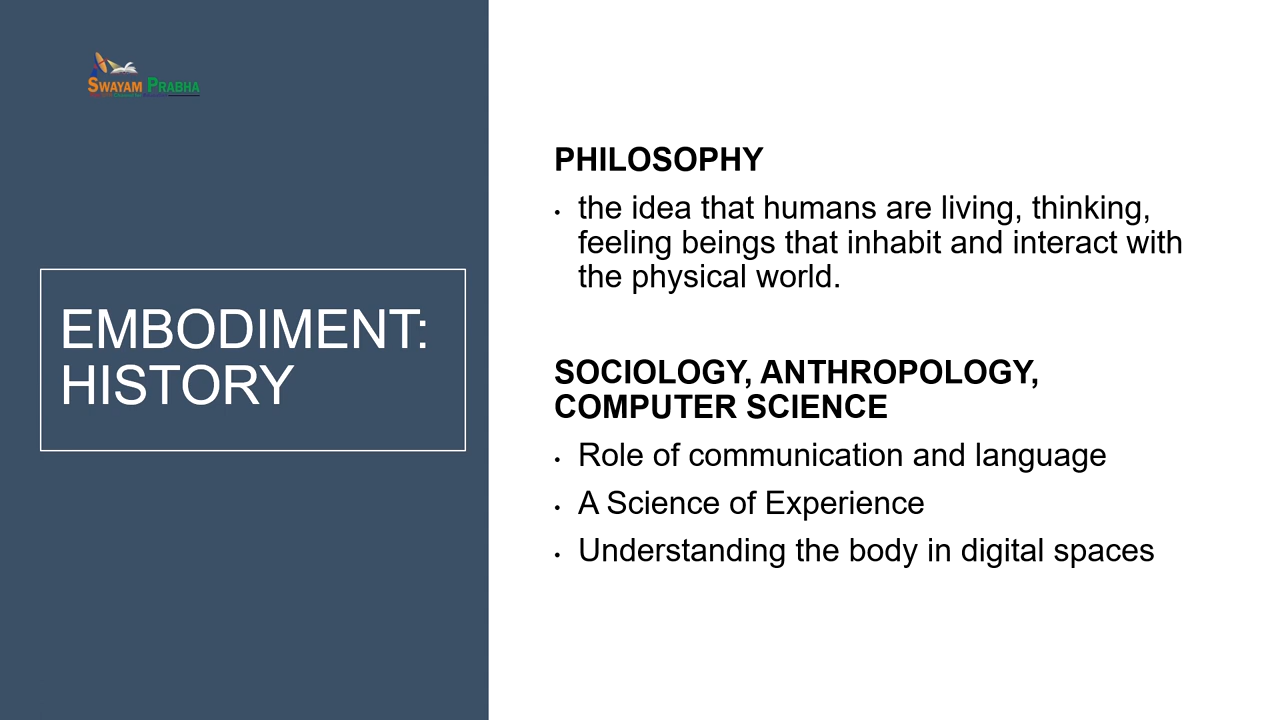 SWAYAM PRABHA
EMBODIMENT:
HISTORY
PHILOSOPHY
• the idea that humans are living, thinking,
feeling beings that inhabit and interact with
the physical world.
SOCIOLOGY, ANTHROPOLOGY,
COMPUTER SCIENCE
• Role of communication and language
• A Science of Experience
• Understanding the body in digital spaces